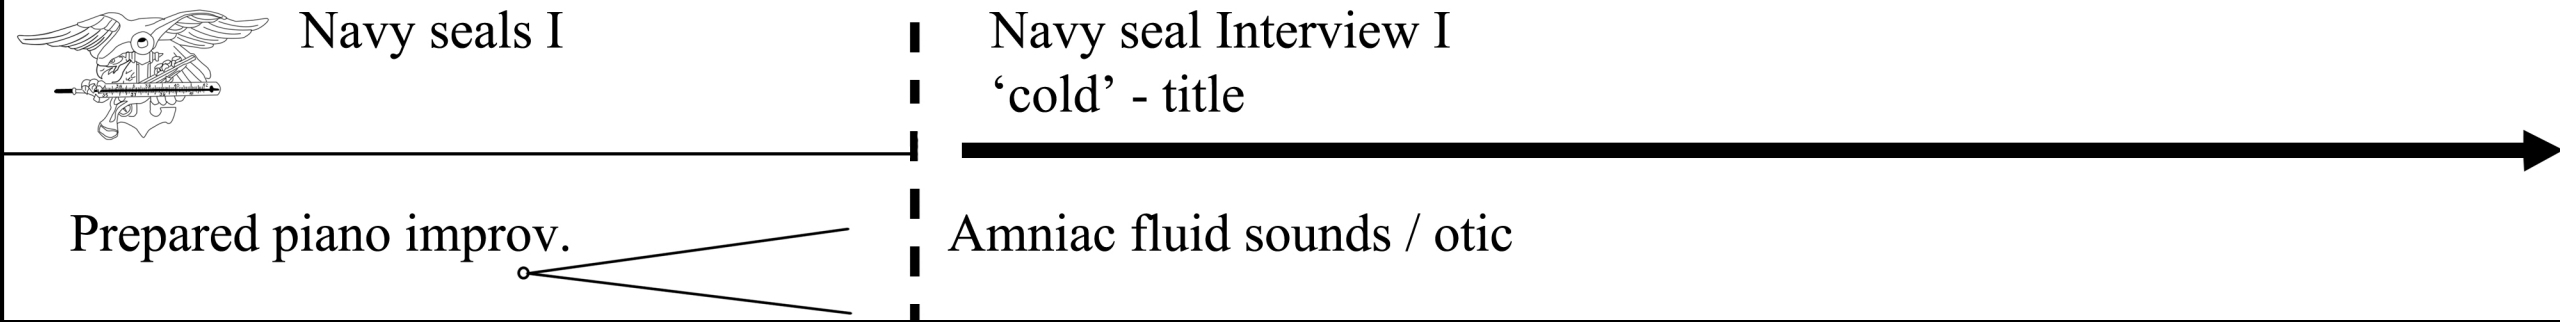 Navy seals I
Navy seal Interview I
‘cold’ - title
Prepared piano improv.
Amniac fluid sounds / otic